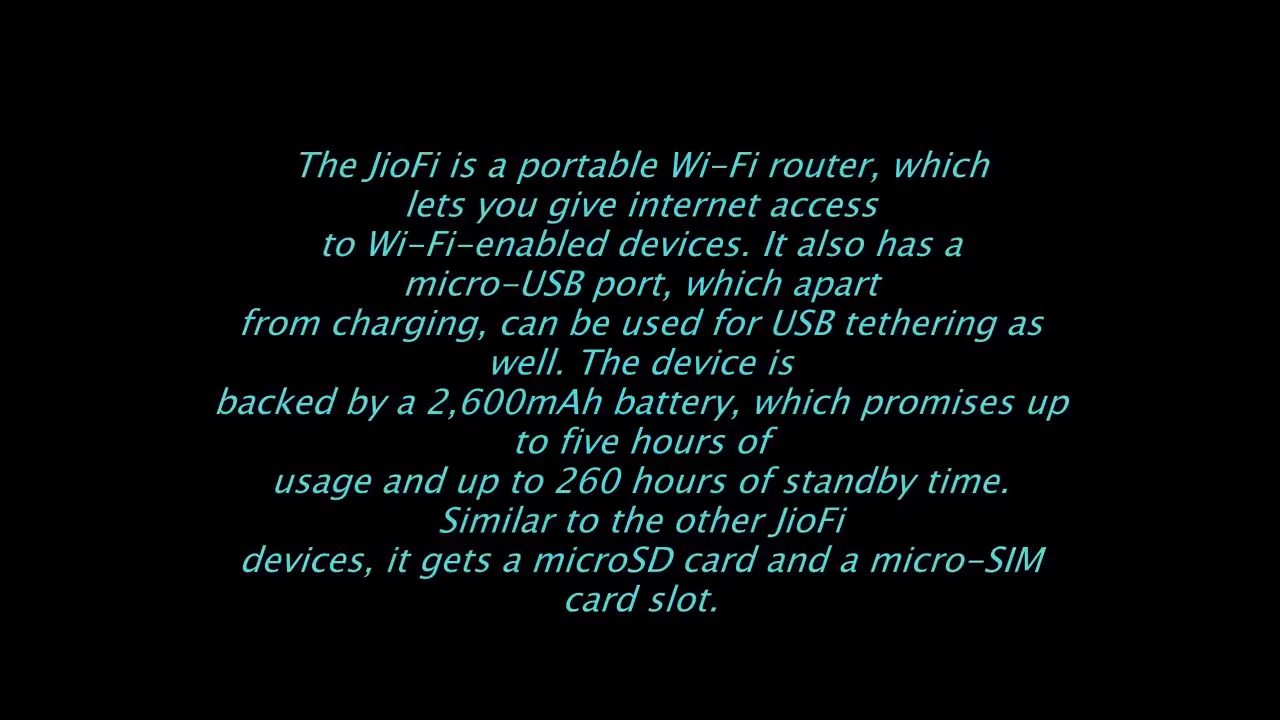 The JioFi is a portable Wi-Fi router, which
lets you give internet access
to Wi-Fi-enabled devices. It also has a
micro-USB port, which apart
from charging, can be used for USB tethering as
well. The device is
backed by a 2,600mAh battery, which promises up
to five hours of
usage and up to 260 hours of standby time.
Similar to the other JioFi
devices, it gets a microSD card and a micro-SIM
card slot.